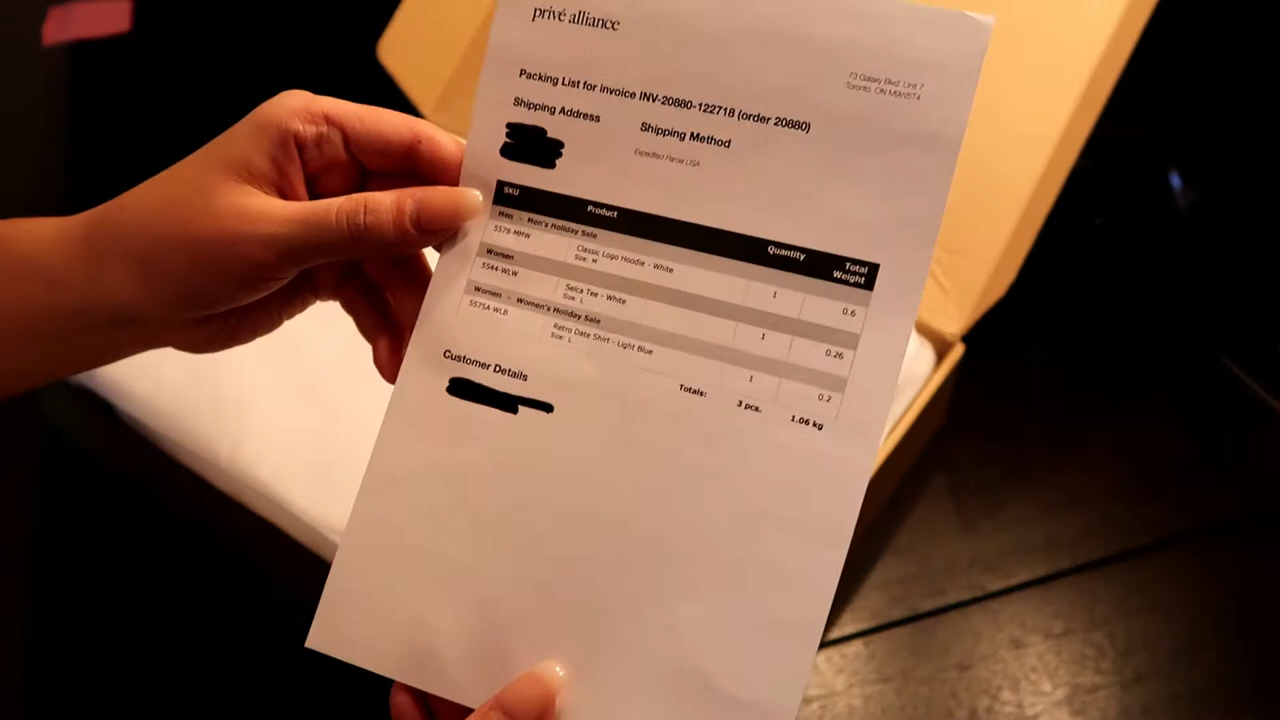 privé alliance
73 Galaxy Blvd. Unit 7
Toronto, ON M9W5T4
Packing List for invoice INV-20880-122718 (order 20880)
Shipping Address
Shipping Method
Expedited Parcel USA
SKU Product Quantity Total Weight
Men > Men's Holiday Sale
5578-MMW Classic Logo Hoodie - White 1 0.6
Size: M
Women
5544-WLW Selca Tee - White 1 0.26
Size: L
Women > Women's Holiday Sale
5575A-WLB Retro Date Shirt - Light Blue 1 0.2
Size: L
Totals: 3 pcs. 1.06 kg
Customer Details